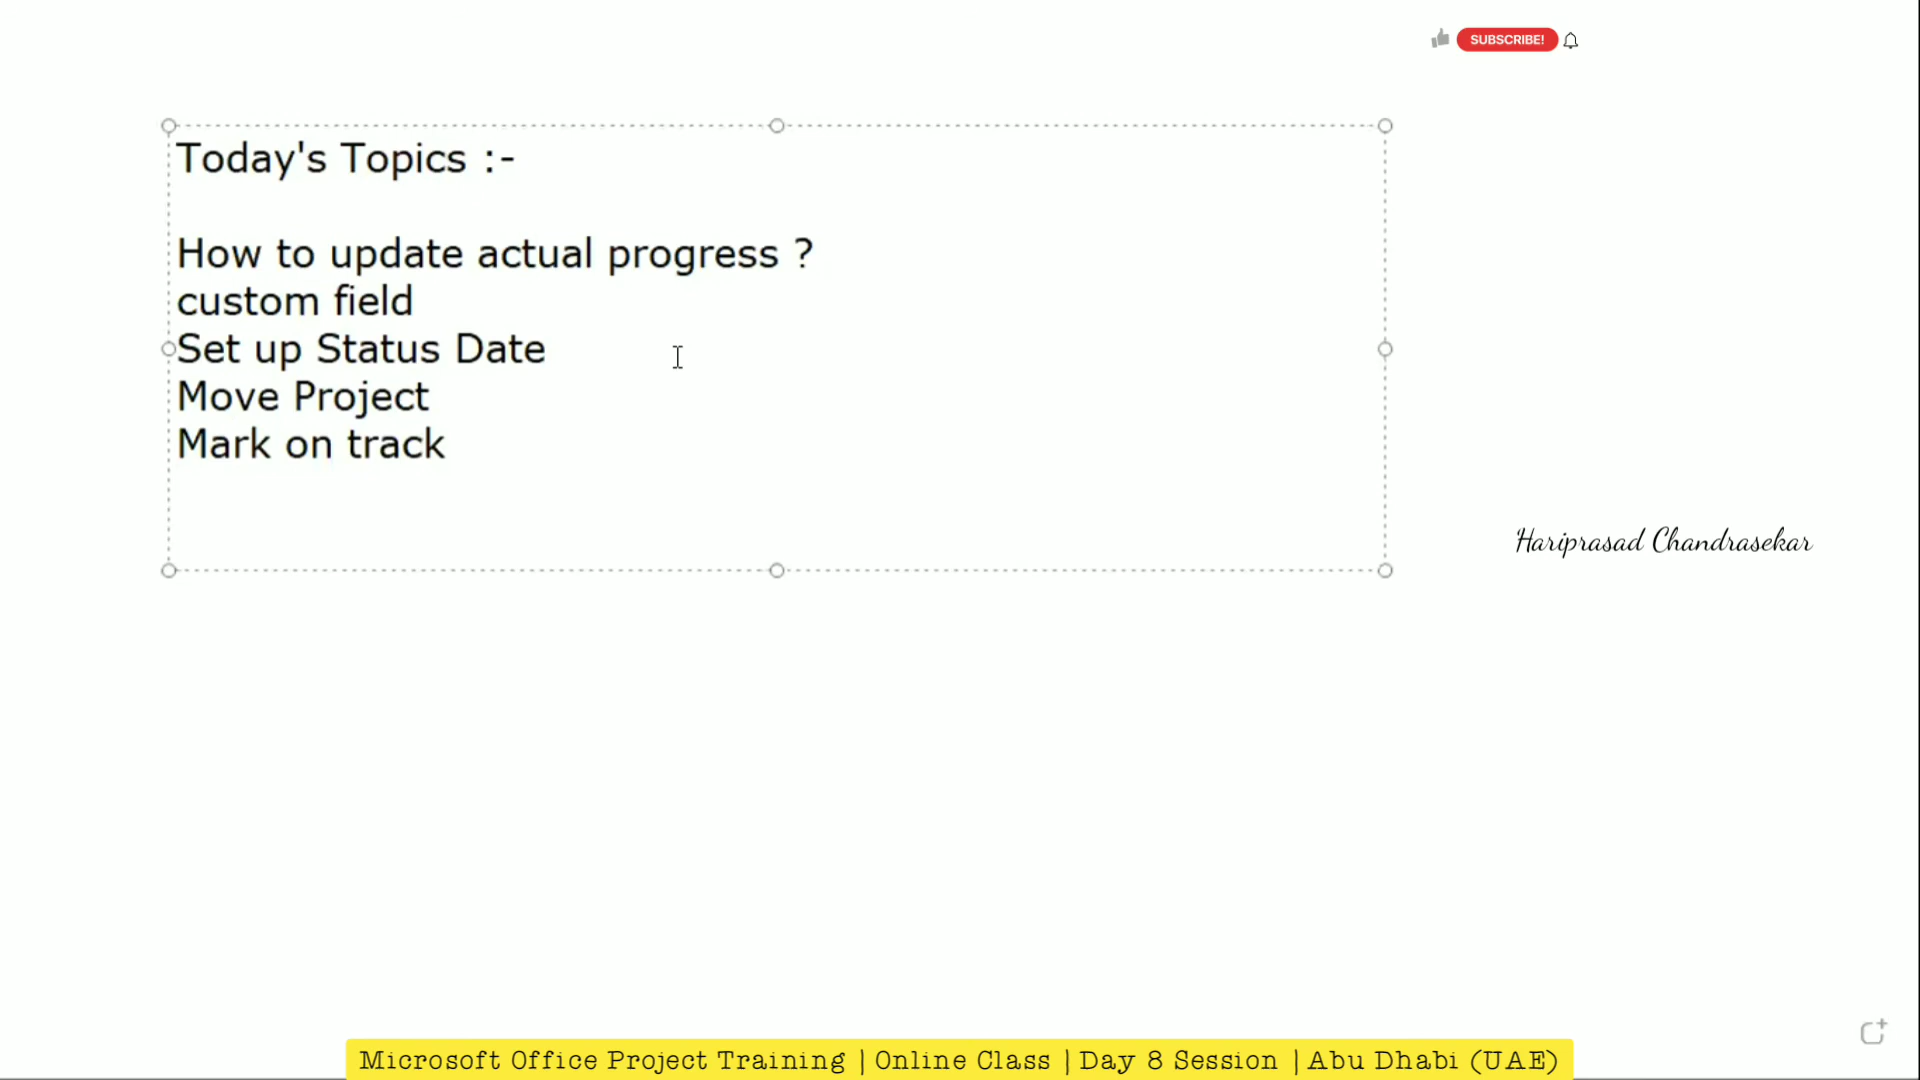 SUBSCRIBE!
Today's Topics :-
How to update actual progress ?
custom field
Set up Status Date
Move Project
Mark on track
Hariprasad Chandrasekar
Microsoft Office Project Training | Online Class | Day 8 Session | Abu Dhabi (UAE)